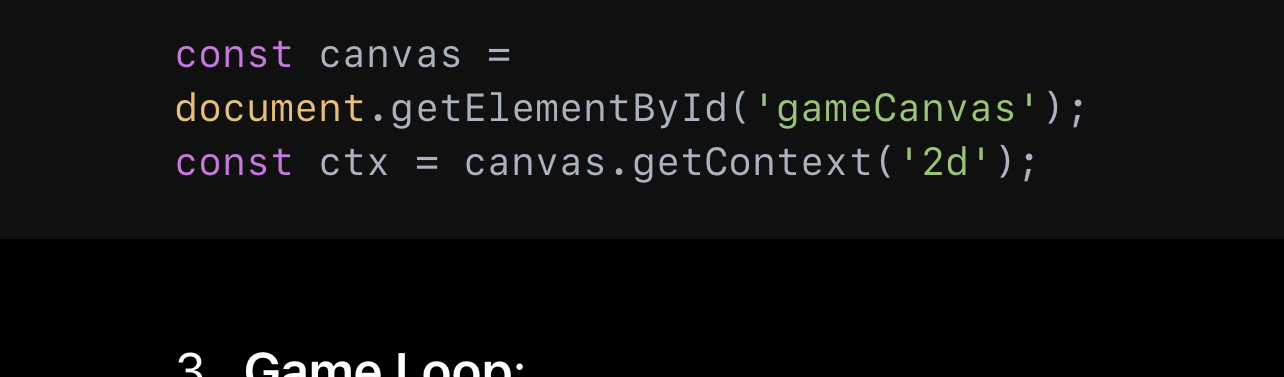 const canvas =
document.getElementById('gameCanvas');
const ctx = canvas.getContext('2d');
3. Game Loop: